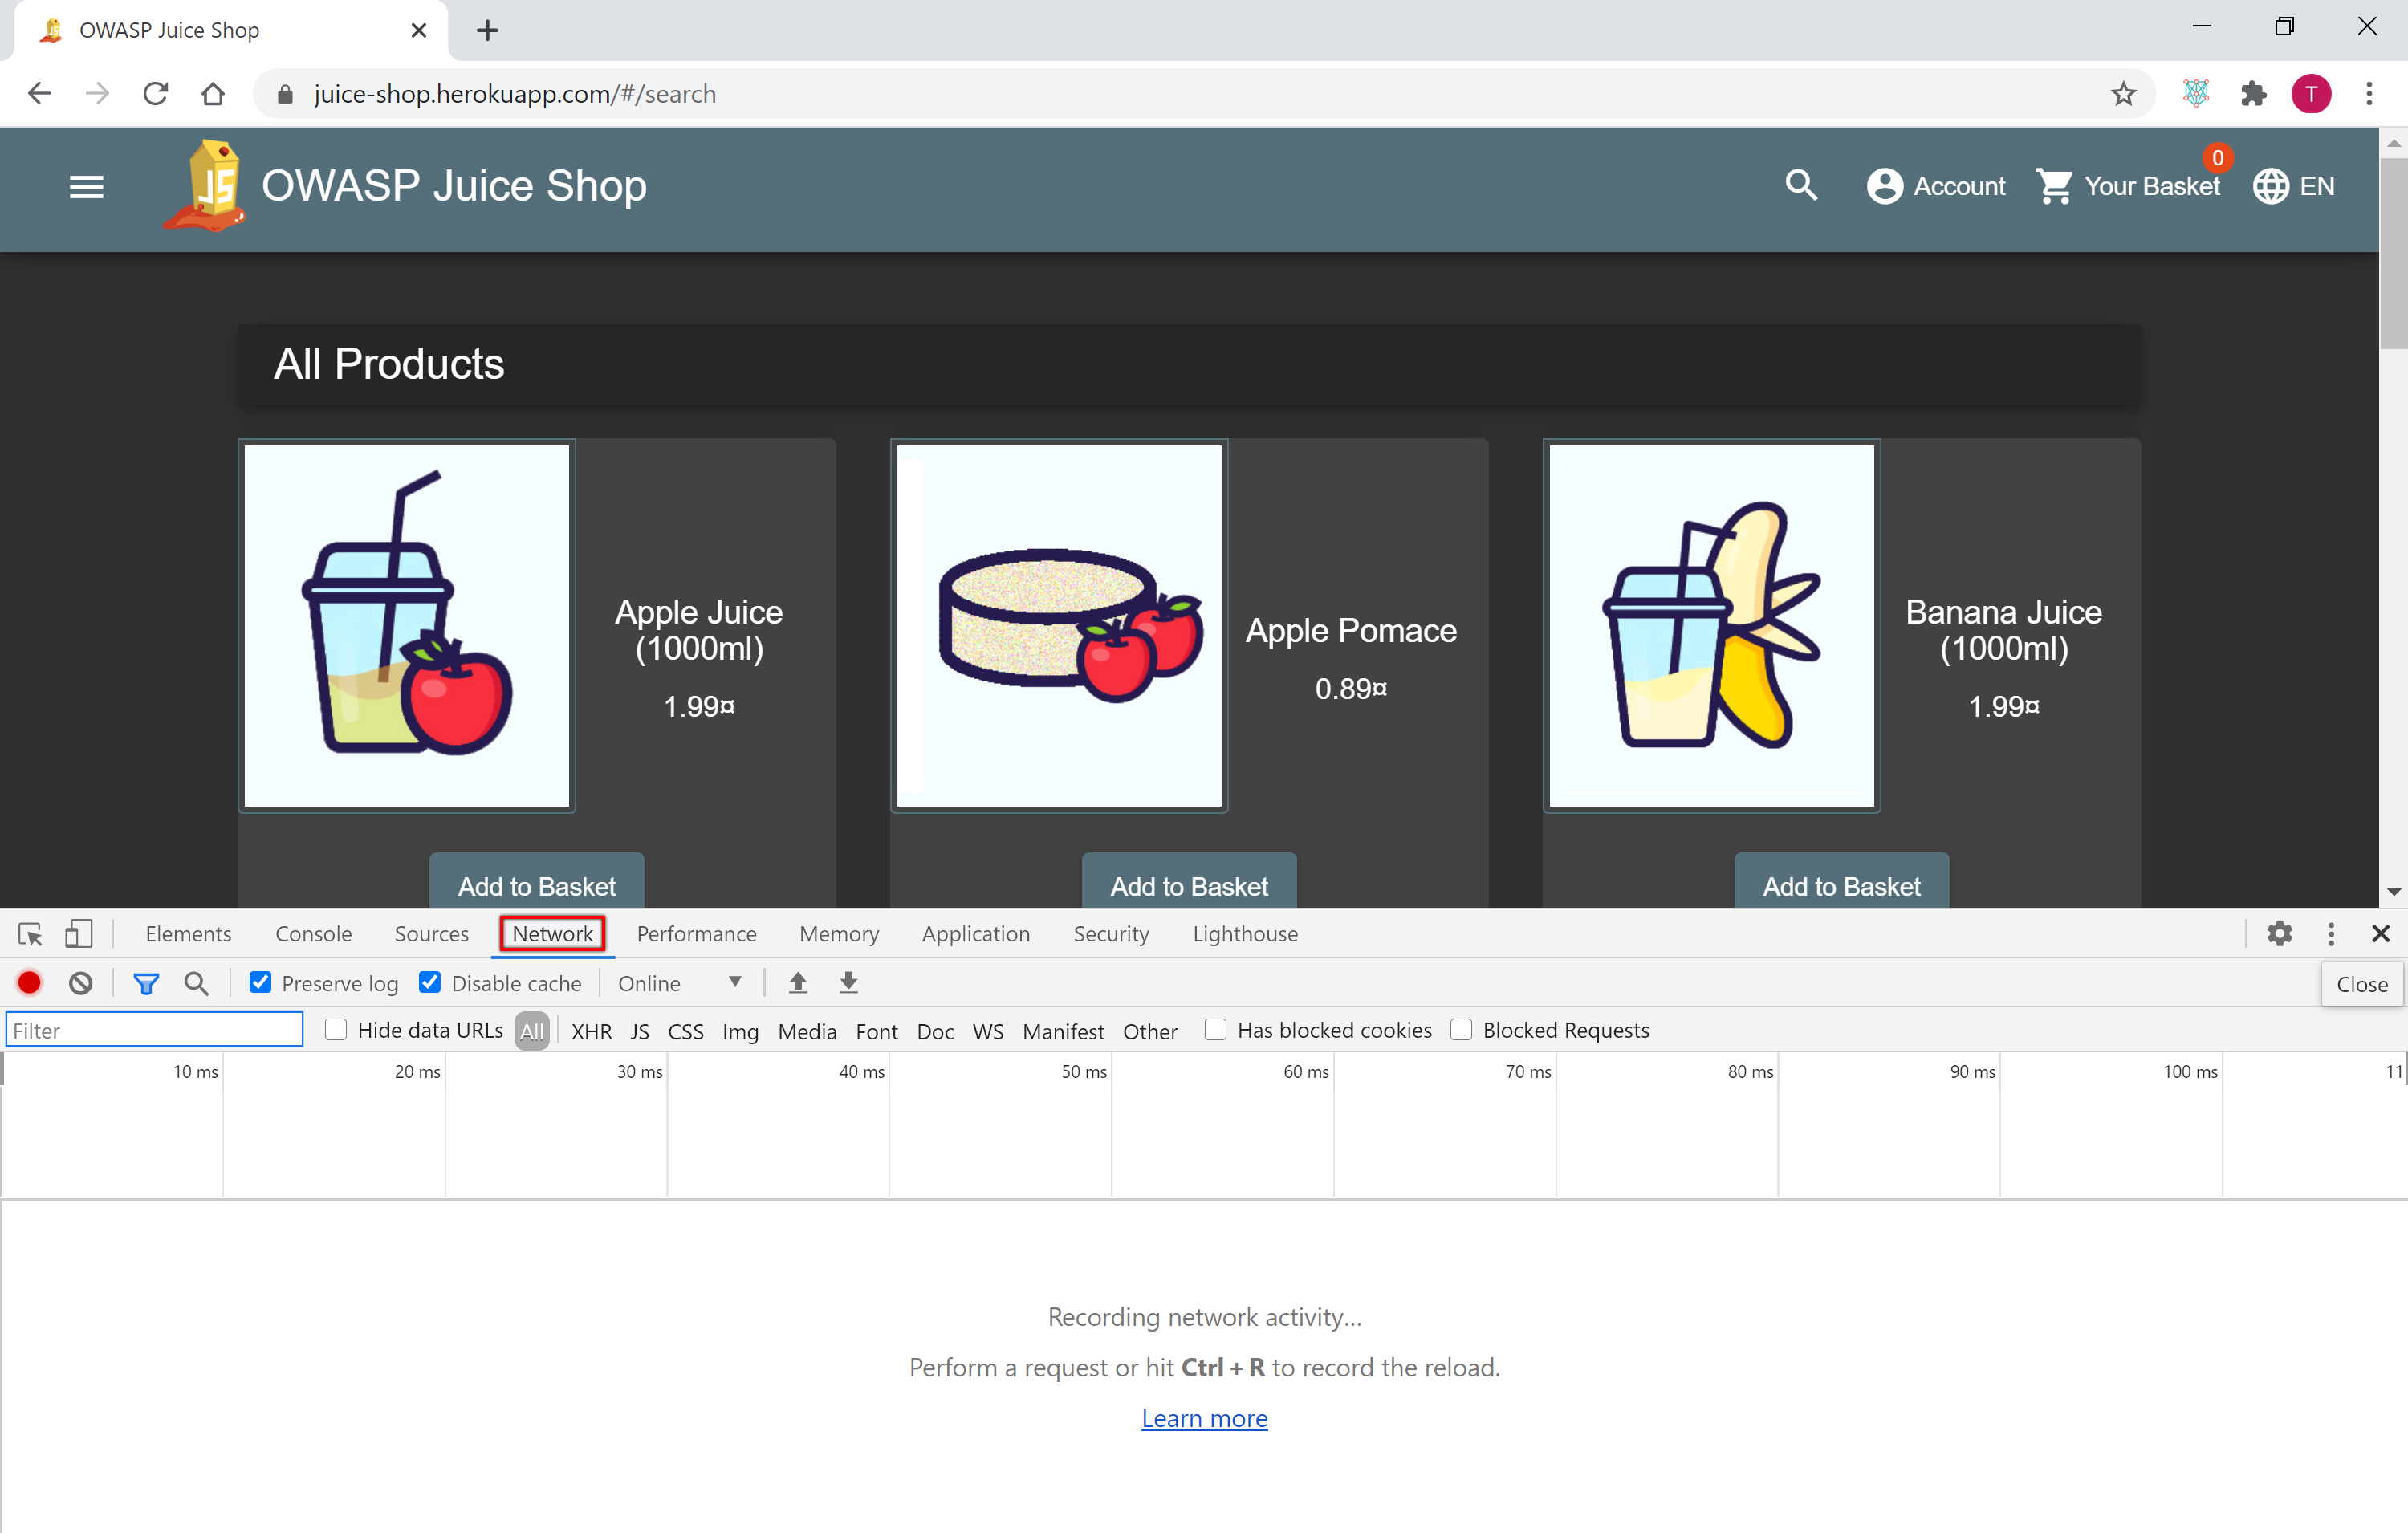 OWASP Juice Shop
juice-shop.herokuapp.com/#/search
T
JS
OWASP Juice Shop
Account
0
Your Basket
EN
All Products
Apple Juice
(1000ml)
1.99¤
Add to Basket
Apple Pomace
0.89¤
Add to Basket
Banana Juice
(1000ml)
1.99¤
Add to Basket
Elements Console Sources Network Performance Memory Application Security Lighthouse
Preserve log Disable cache Online
Close
Filter Hide data URLs All XHR JS CSS Img Media Font Doc WS Manifest Other Has blocked cookies Blocked Requests
10 ms 20 ms 30 ms 40 ms 50 ms 60 ms 70 ms 80 ms 90 ms 100 ms 11
Recording network activity...
Perform a request or hit Ctrl + R to record the reload.
Learn more